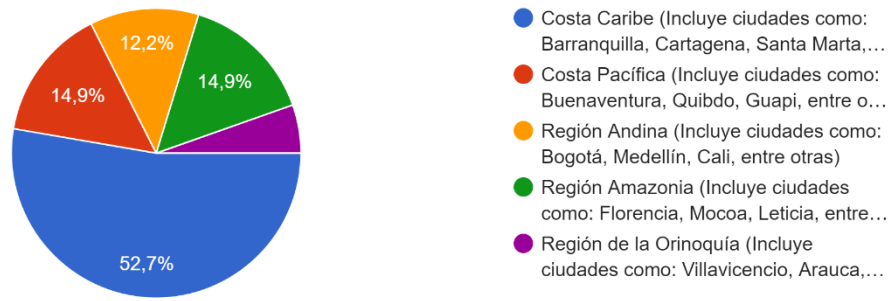 12,2%
14,9%
14,9%
52,7%
Costa Caribe (Incluye ciudades como:
Barranquilla, Cartagena, Santa Marta,…
Costa Pacífica (Incluye ciudades como:
Buenaventura, Quibdo, Guapi, entre o…
Región Andina (Incluye ciudades como:
Bogotá, Medellín, Cali, entre otras)
Región Amazonia (Incluye ciudades
como: Florencia, Mocoa, Leticia, entre…
Región de la Orinoquía (Incluye
ciudades como: Villavicencio, Arauca,…